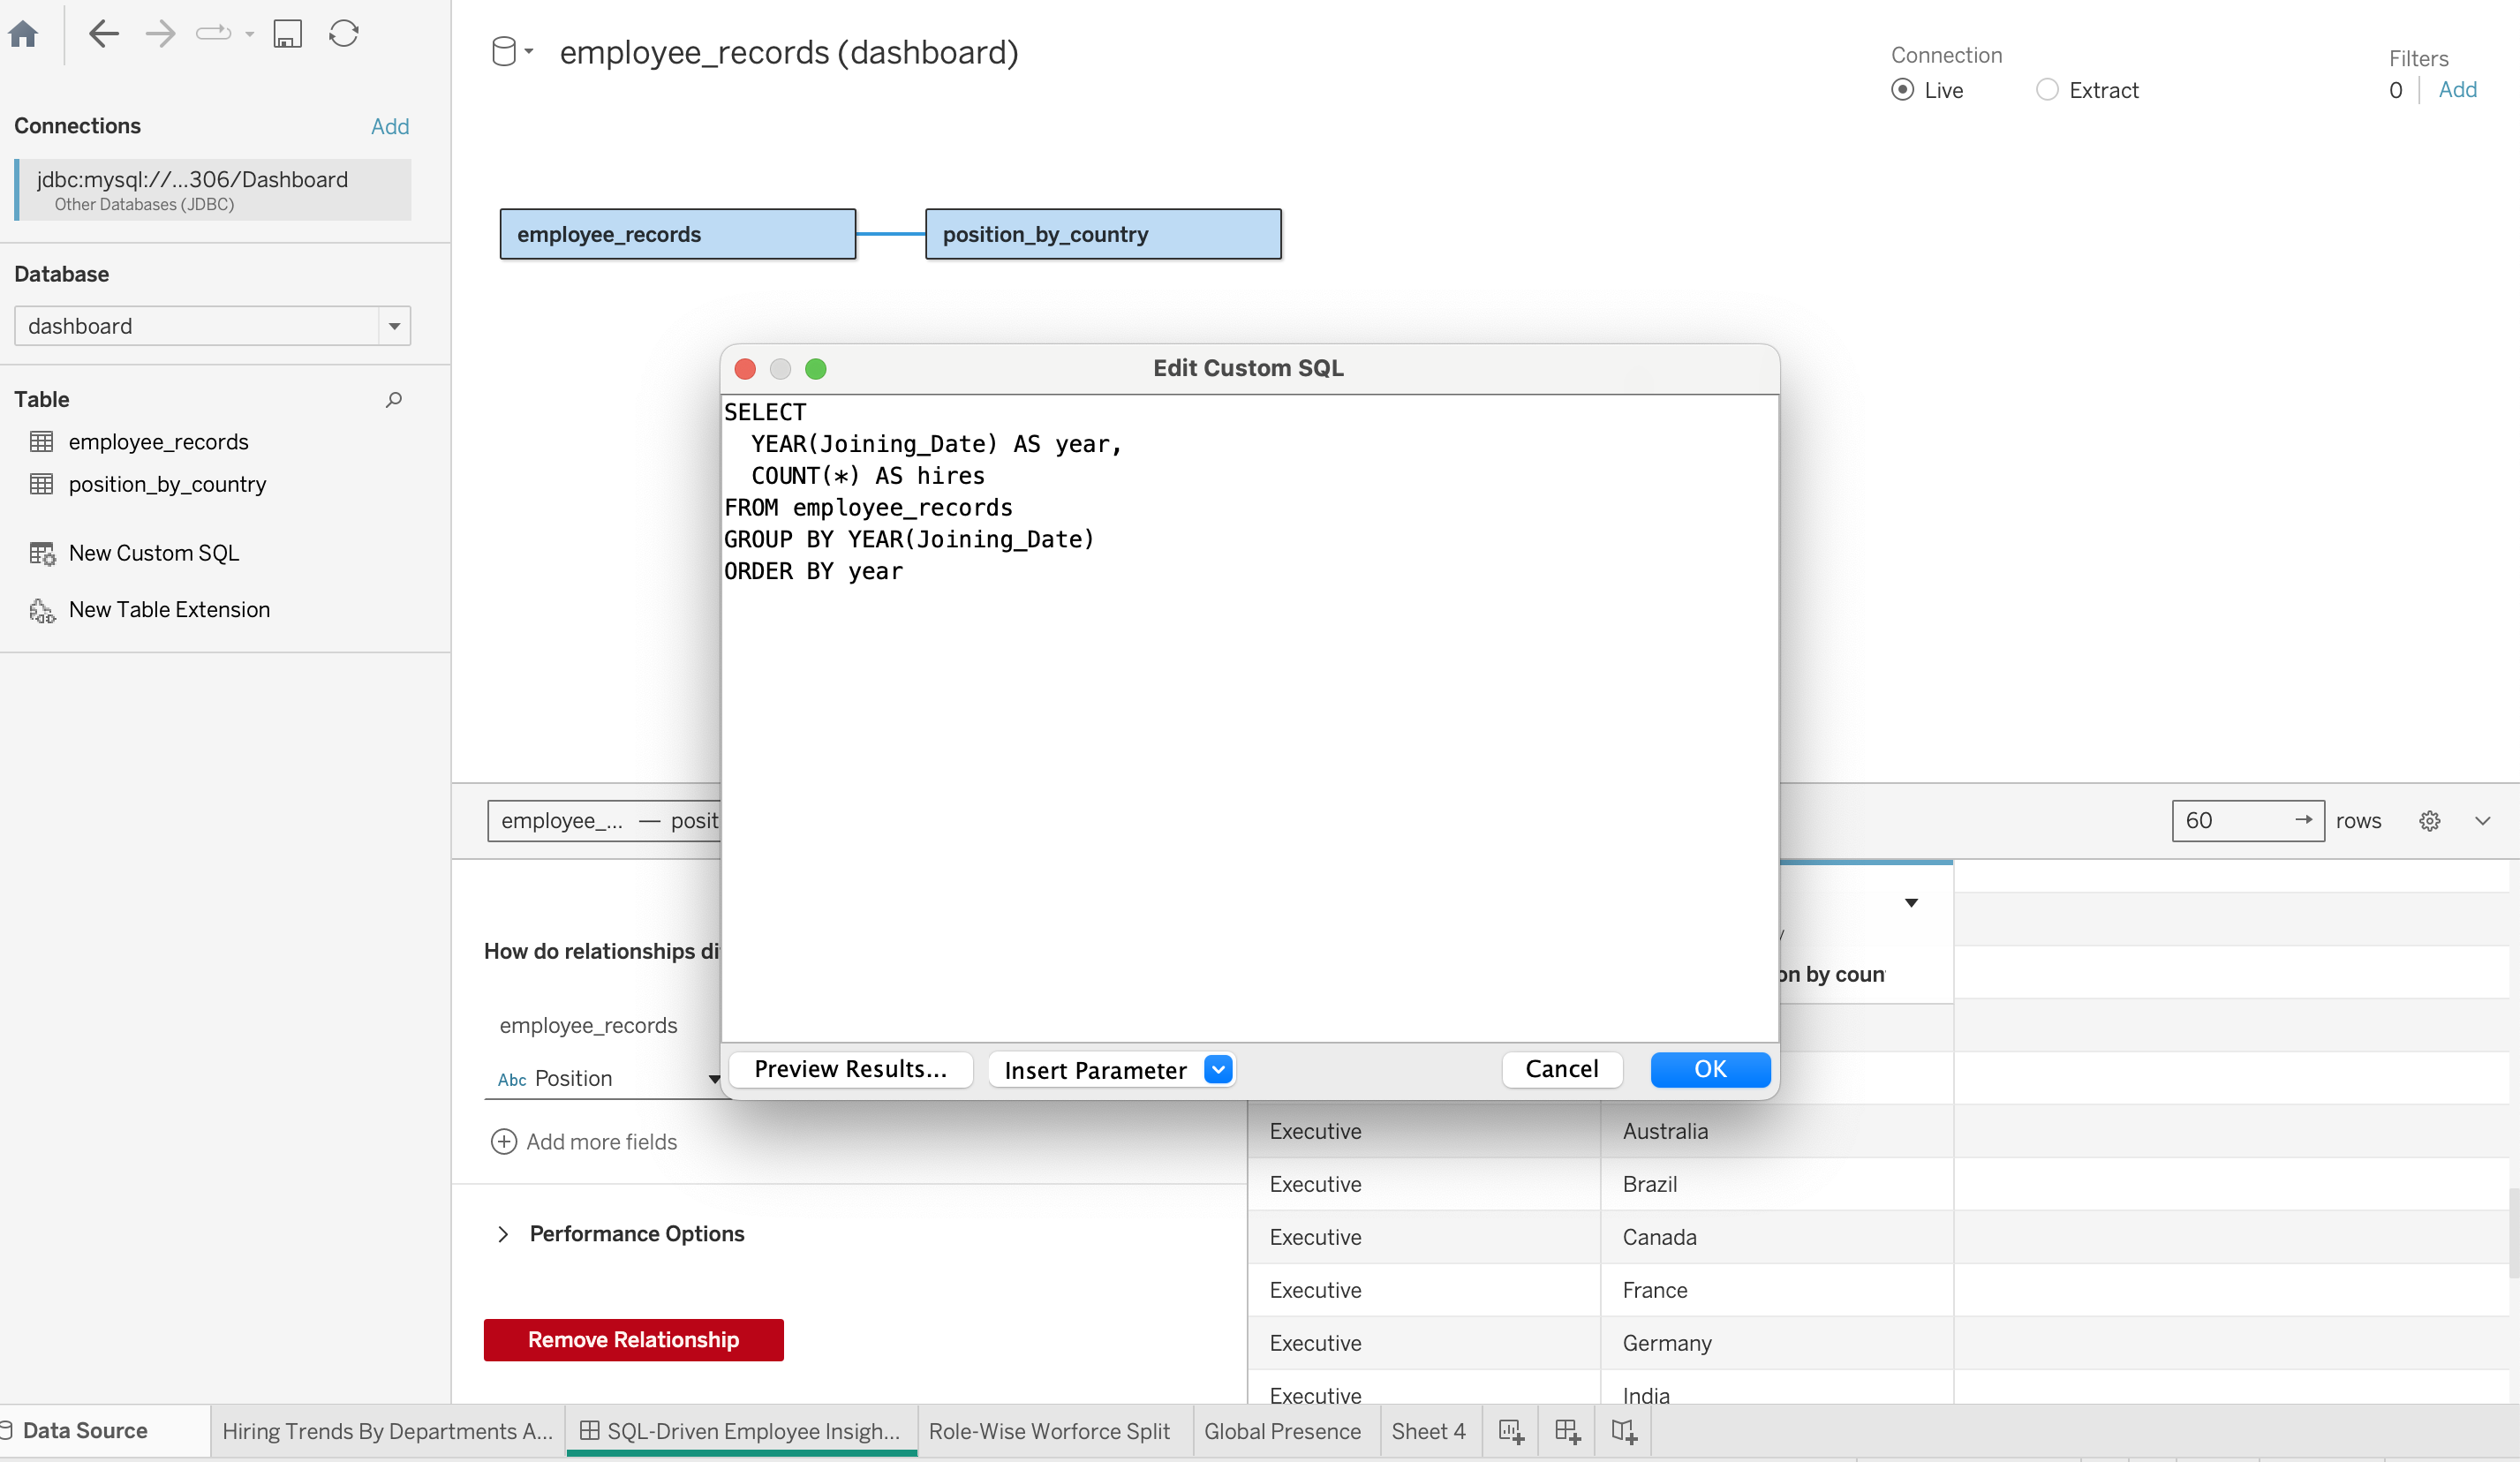 employee_records (dashboard)
Connection
Live
Extract
Filters
0
Add
Connections
Add
jdbc:mysql://...306/Dashboard
Other Databases (JDBC)
Database
dashboard
Table
employee_records
position_by_country
New Custom SQL
New Table Extension
employee_records
position_by_country
Edit Custom SQL
SELECT
YEAR(Joining_Date) AS year,
COUNT(*) AS hires
FROM employee_records
GROUP BY YEAR(Joining_Date)
ORDER BY year
Preview Results...
Insert Parameter
Cancel
OK
employee_... — posit
60
rows
How do relationships di
employee_records
Abc Position
Add more fields
Performance Options
Remove Relationship
on by coun
Executive Australia
Executive Brazil
Executive Canada
Executive France
Executive Germany
Executive India
Data Source
Hiring Trends By Departments A...
SQL-Driven Employee Insigh...
Role-Wise Worforce Split
Global Presence
Sheet 4